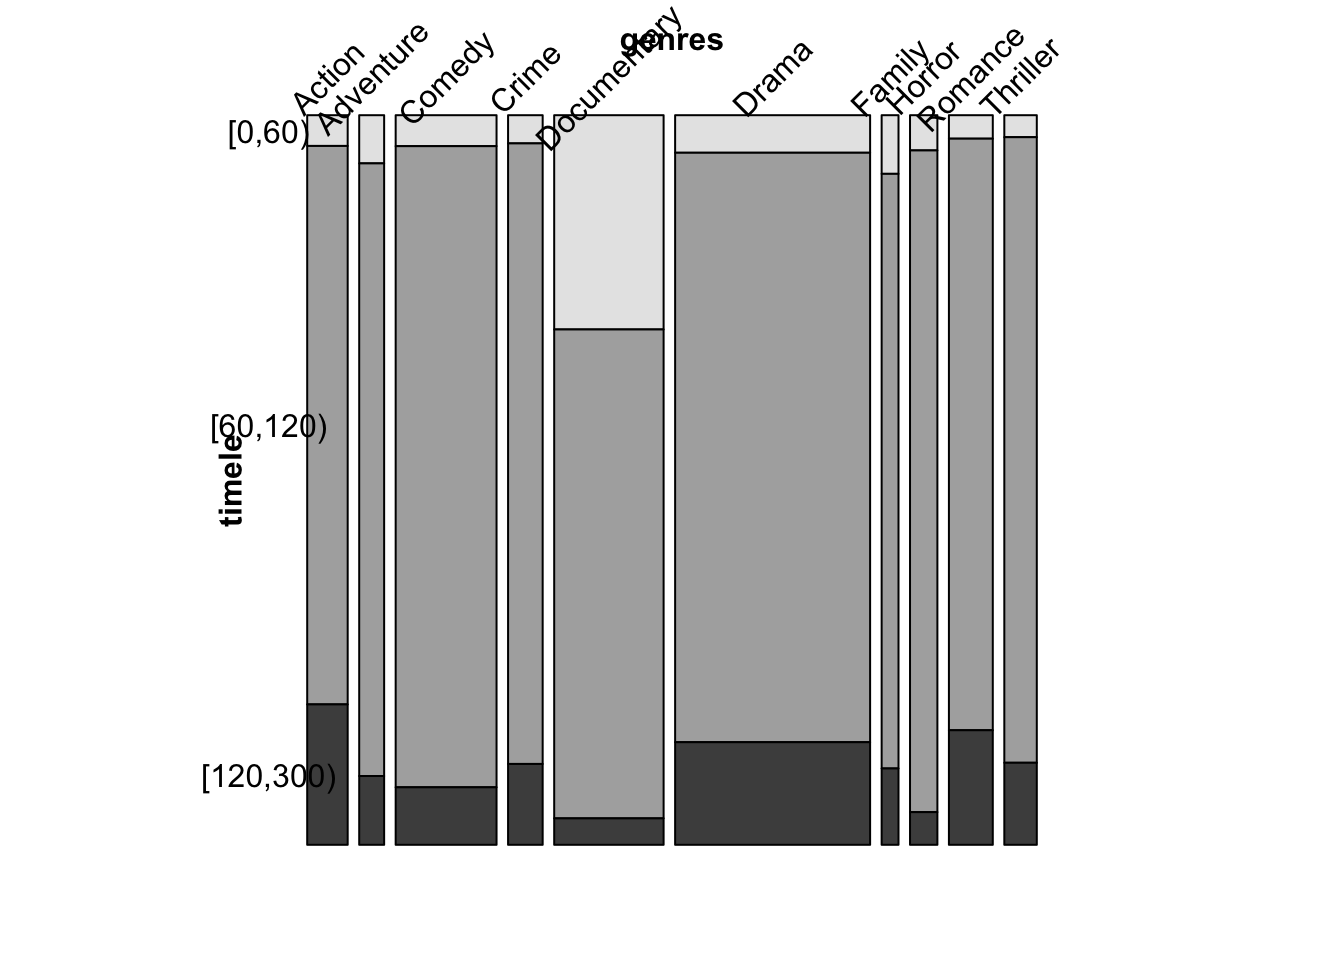 genres
Action
Adventure
Comedy
Crime
Documentary
Drama
Family
Horror
Romance
Thriller
[0,60)
[60,120)
timele
[120,300)